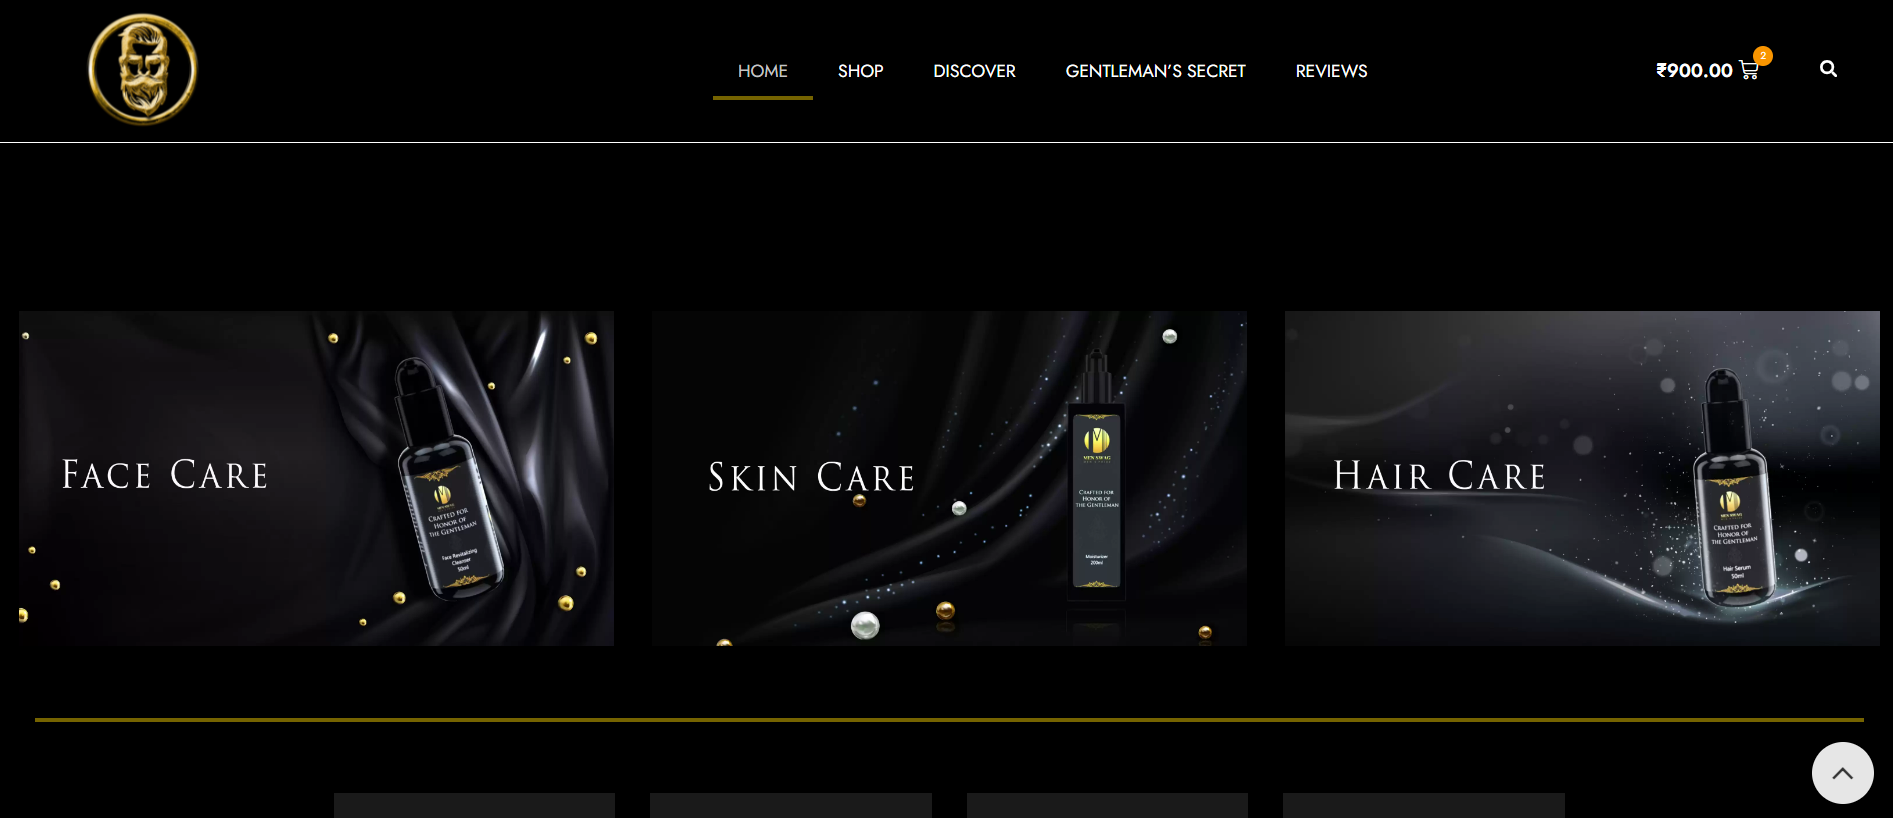 HOME
SHOP
DISCOVER
GENTLEMAN'S SECRET
REVIEWS
₹900.00
2
FACE CARE
MEN SWAG
CRAFTED FOR
HONOR OF
THE GENTLEMAN
Face Revitalizing
Cleanser
50ml
SKIN CARE
MEN SWAG
CRAFTED FOR
HONOR OF
THE GENTLEMAN
Moisturizer
200ml
HAIR CARE
MEN SWAG
CRAFTED FOR
HONOR OF
THE GENTLEMAN
Hair Serum
50ml